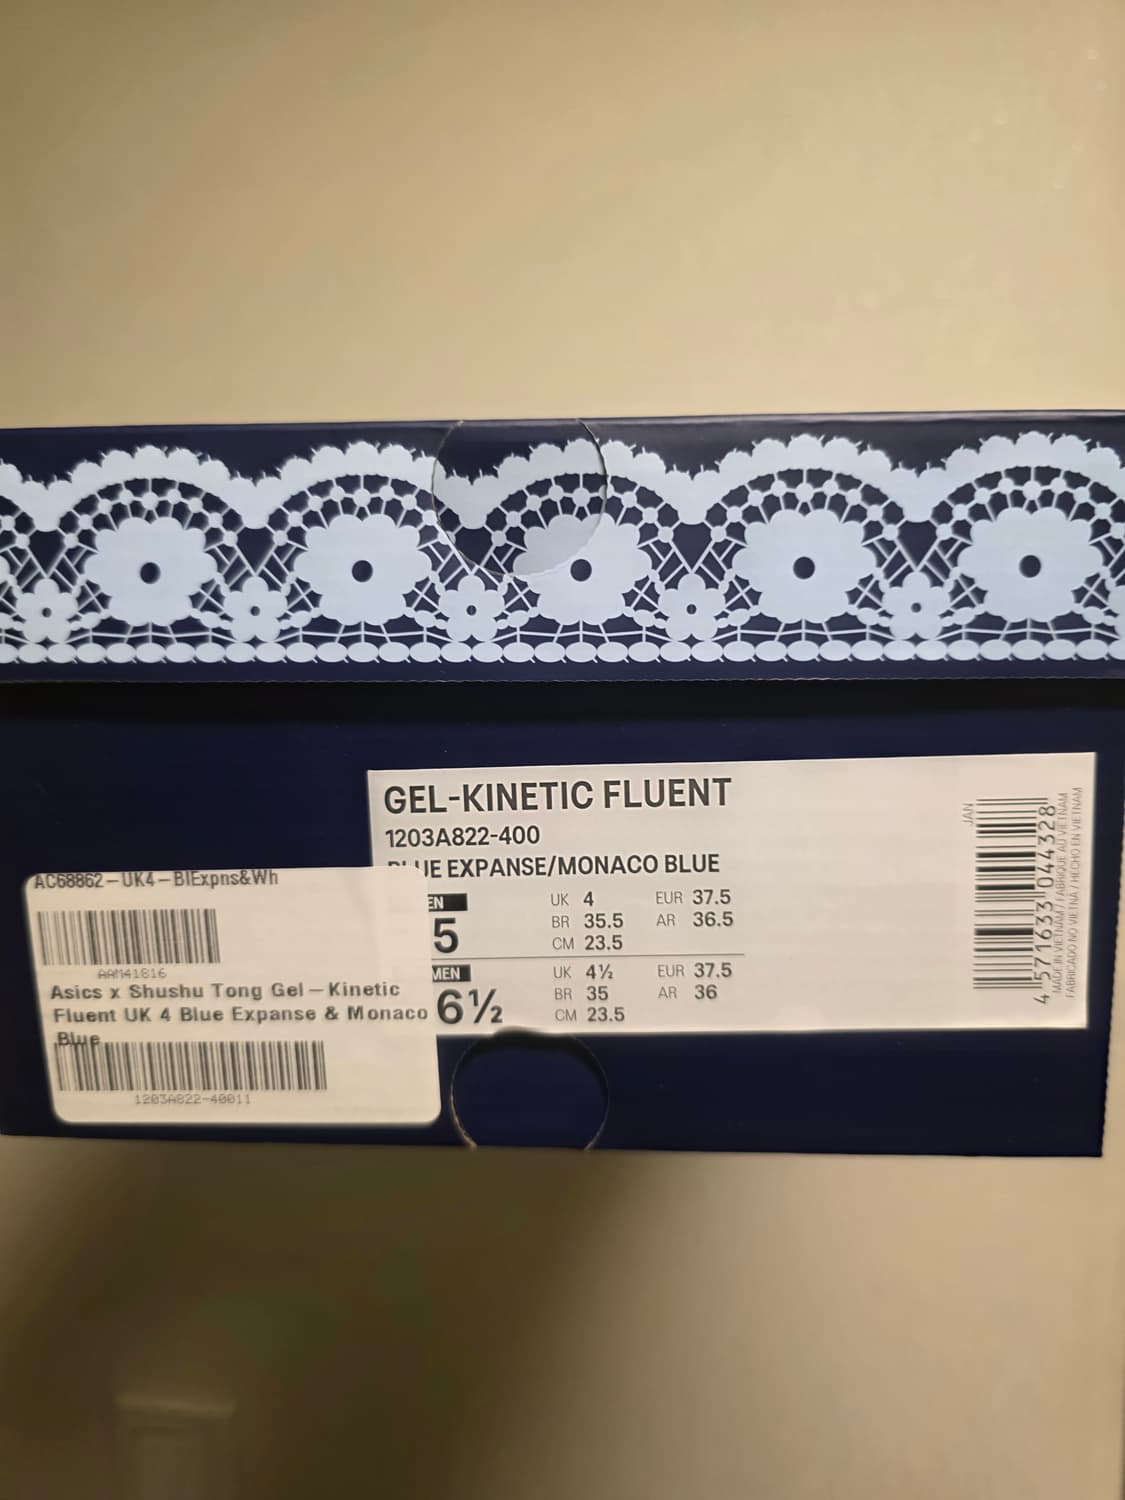 GEL-KINETIC FLUENT
1203A822-400
UE EXPANSE/MONACO BLUE
EN
5
UK 4
EUR 37.5
BR 35.5
AR 36.5
CM 23.5
MEN
6½
UK 4½
EUR 37.5
BR 35
AR 36
CM 23.5
JAN
4 571633 044328
MADE IN VIETNAM / FABRIQUÉ AU VIETNAM
FABRICADO NO VIETNÃ / HECHO EN VIETNAM
AC68862-UK4-BlExpns&Wh
AAM41816
Asics x Shushu Tong Gel-Kinetic
Fluent UK 4 Blue Expanse & Monaco
Blue
1203A822-40011